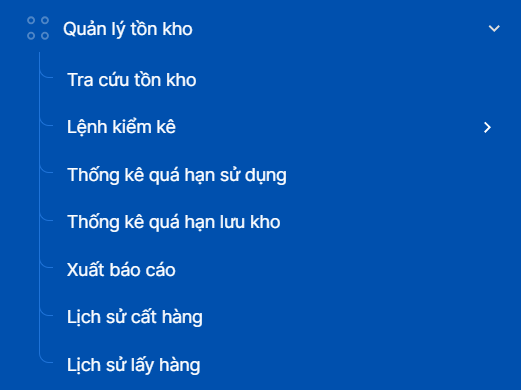 Quản lý tồn kho
Tra cứu tồn kho
Lệnh kiểm kê
Thống kê quá hạn sử dụng
Thống kê quá hạn lưu kho
Xuất báo cáo
Lịch sử cất hàng
Lịch sử lấy hàng